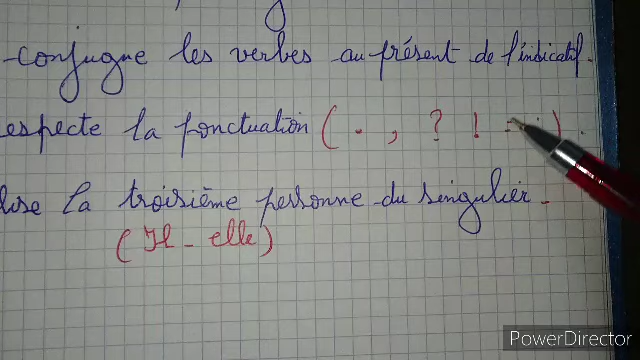 - conjugue les verbes au présent de l'indicatif.
especte la ponctuation ( . , ? ! ) .
lise la troisième personne du singulier.
( Il - elle )
PowerDirector